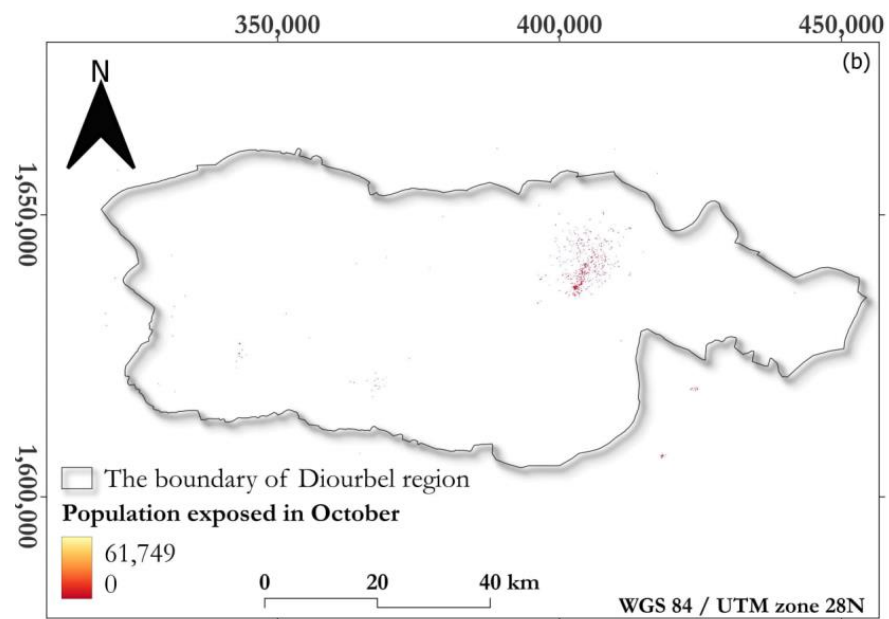 350,000 400,000 450,000
(b)
N
1,650,000
1,600,000
The boundary of Diourbel region
Population exposed in October
61,749
0
0 20 40 km
WGS 84 / UTM zone 28N